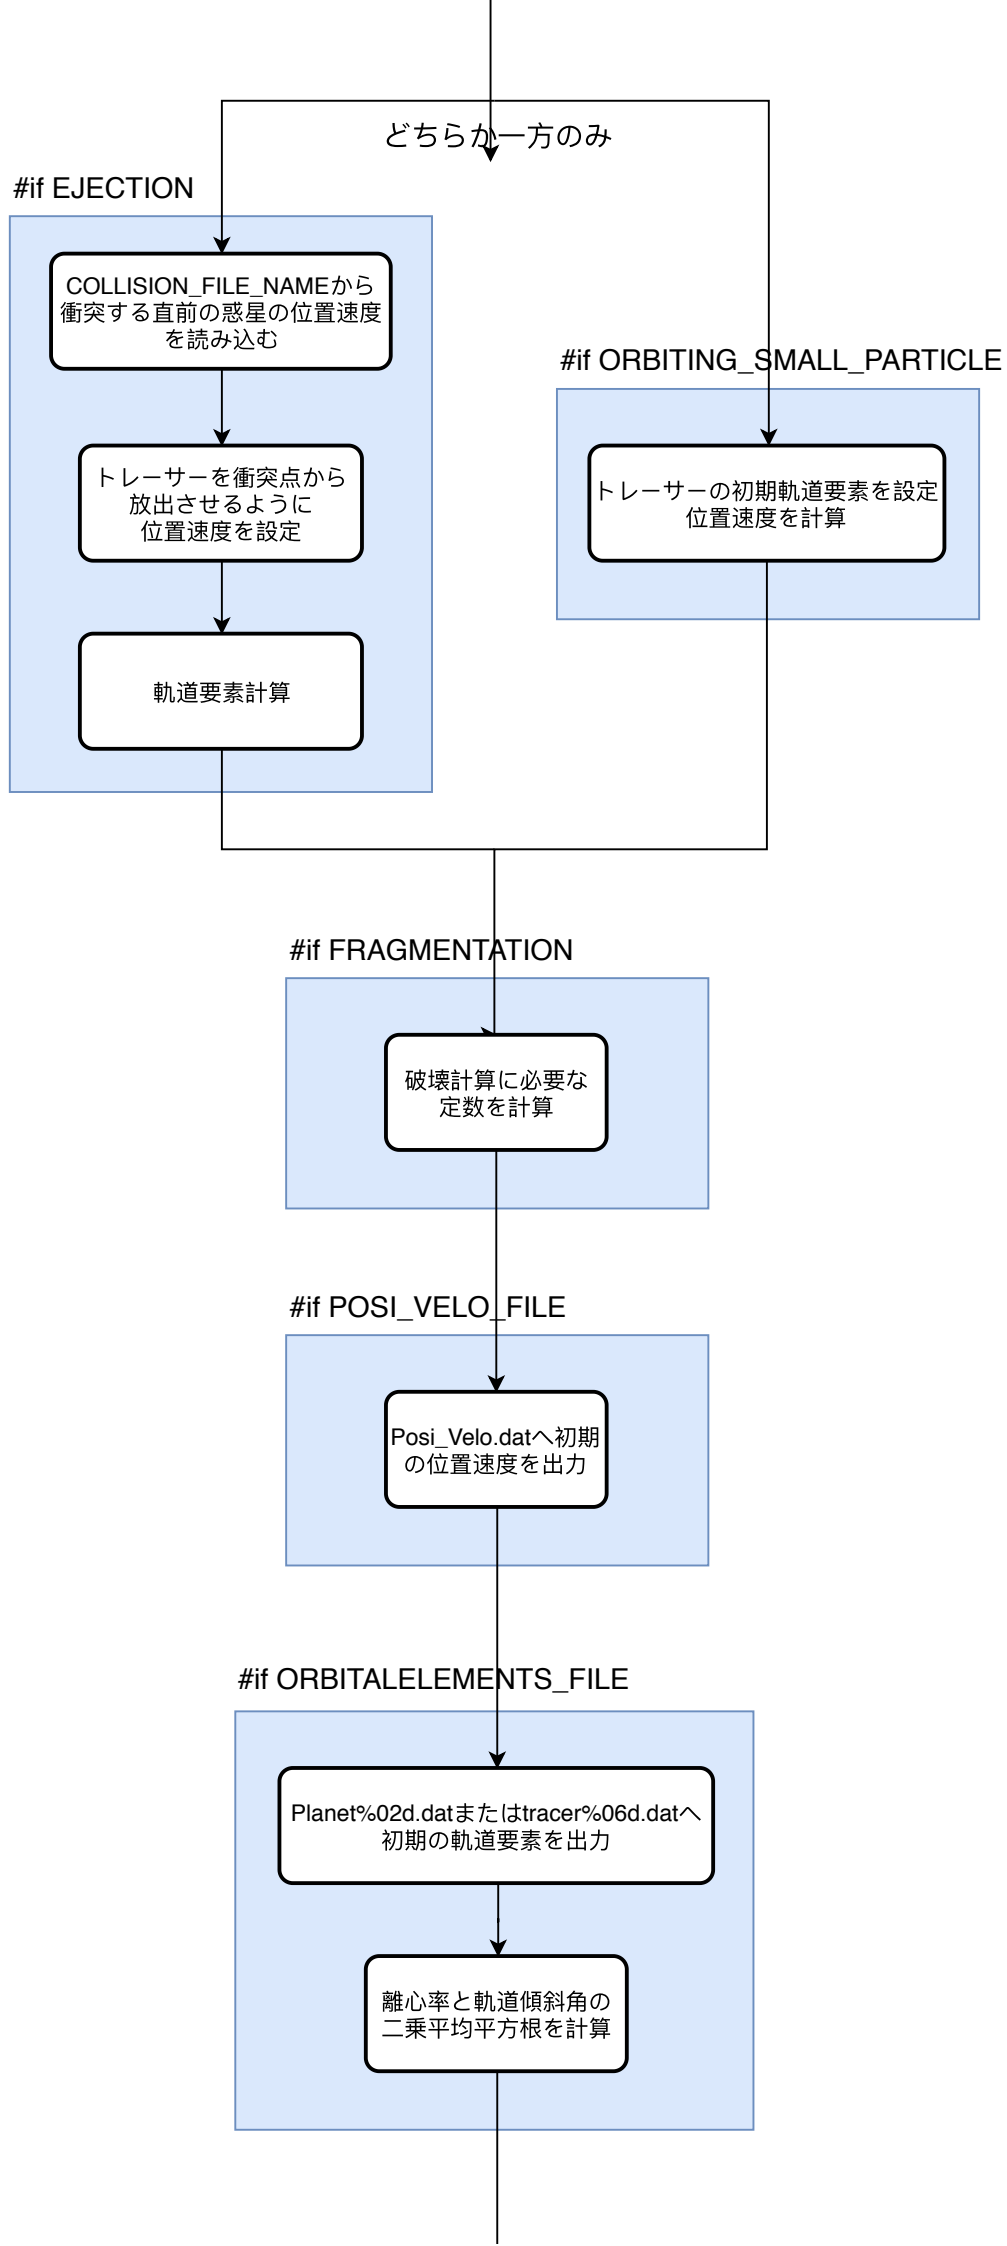 どちらか一方のみ
#if EJECTION
COLLISION_FILE_NAMEから
衝突する直前の惑星の位置速度
を読み込む
トレーサーを衝突点から
放出させるように
位置速度を設定
軌道要素計算
#if ORBITING_SMALL_PARTICLE
トレーサーの初期軌道要素を設定
位置速度を計算
#if FRAGMENTATION
破壊計算に必要な
定数を計算
#if POSI_VELO_FILE
Posi_Velo.datへ初期
の位置速度を出力
#if ORBITALELEMENTS_FILE
Planet%02d.datまたはtracer%06d.datへ
初期の軌道要素を出力
離心率と軌道傾斜角の
二乗平均平方根を計算